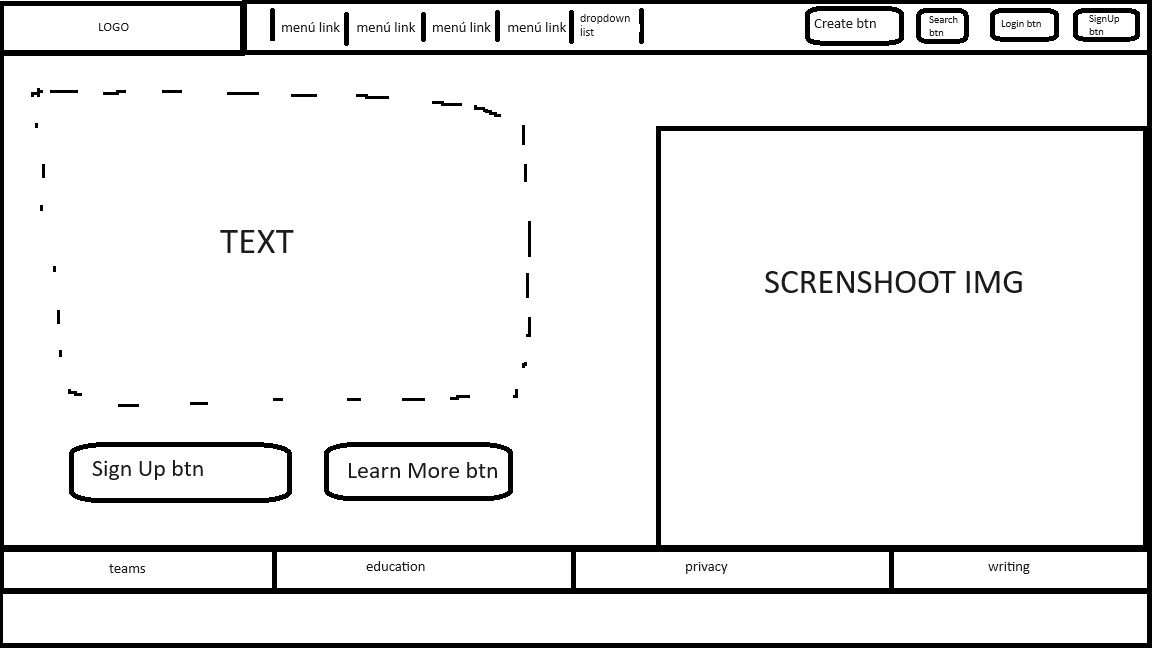 LOGO
menú link
menú link
menú link
menú link
dropdown
list
Create btn
Search
btn
Login btn
SignUp
btn
TEXT
SCRENSHOOT IMG
Sign Up btn
Learn More btn
teams
education
privacy
writing